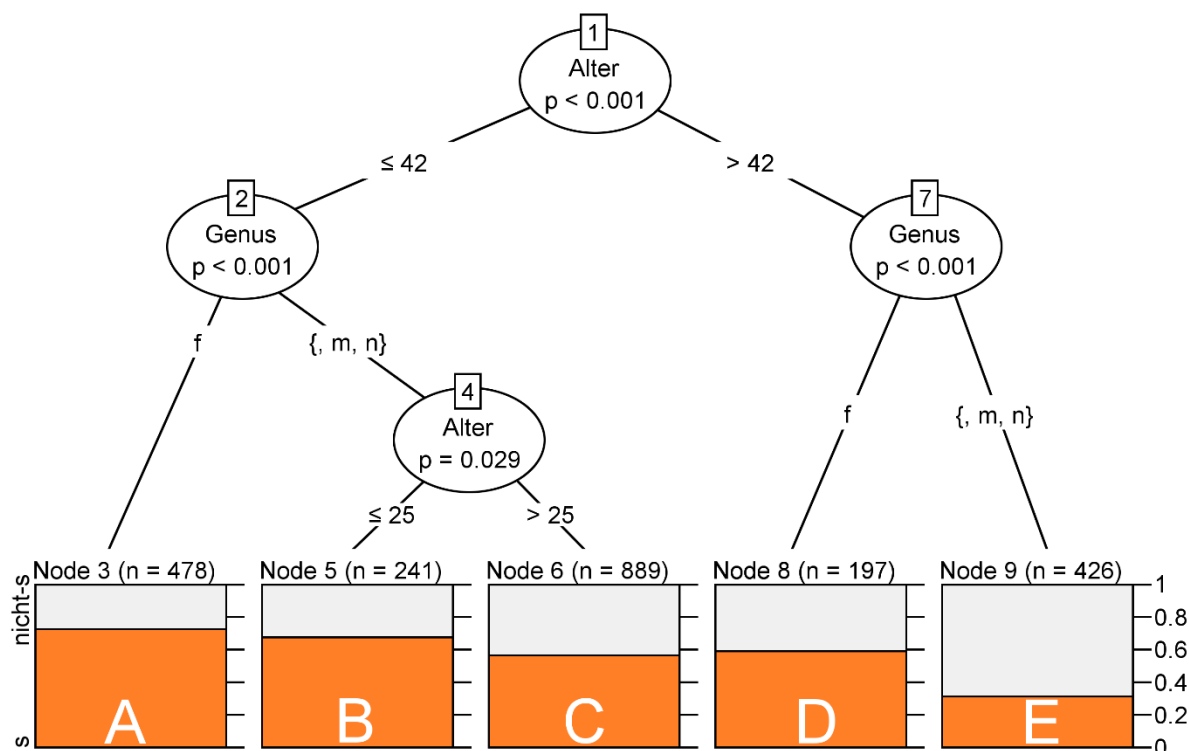 1
Alter
p < 0.001
≤ 42
> 42
2
Genus
p < 0.001
7
Genus
p < 0.001
f
{, m, n}
4
Alter
p = 0.029
≤ 25
> 25
f
{, m, n}
Node 3 (n = 478)
Node 5 (n = 241)
Node 6 (n = 889)
Node 8 (n = 197)
Node 9 (n = 426)
nicht-s
s
A
B
C
D
E
1
0.8
0.6
0.4
0.2
0